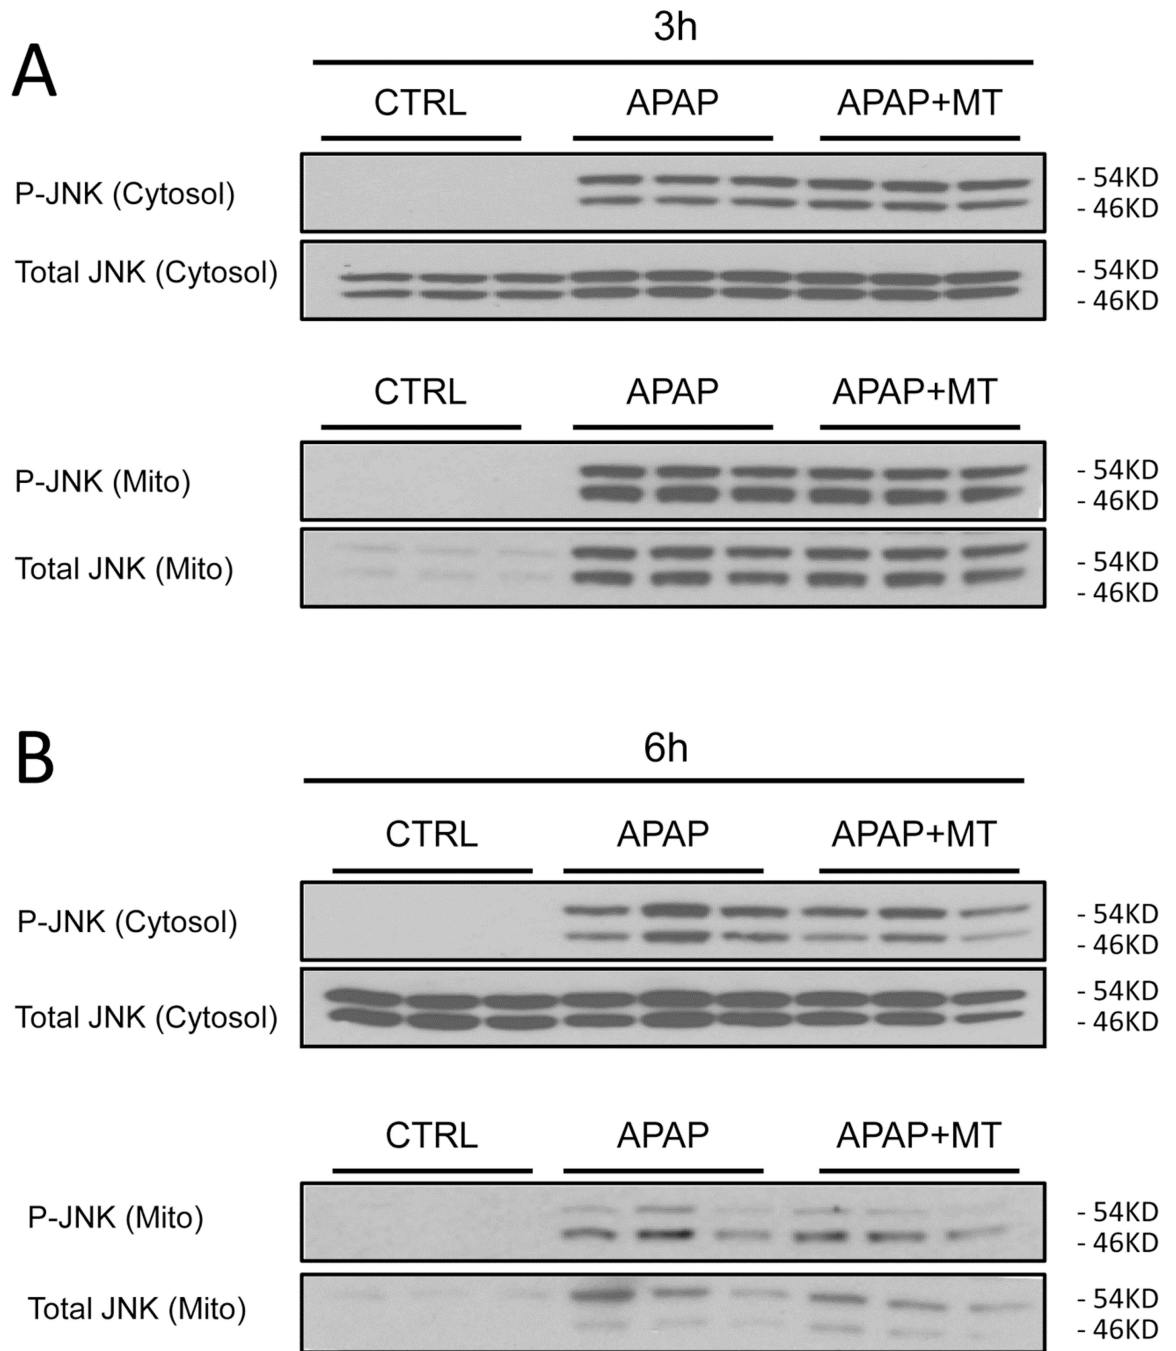 A
3h
CTRL APAP APAP+MT
P-JNK (Cytosol) - 54KD
- 46KD
Total JNK (Cytosol) - 54KD
- 46KD
CTRL APAP APAP+MT
P-JNK (Mito) - 54KD
- 46KD
Total JNK (Mito) - 54KD
- 46KD
B
6h
CTRL APAP APAP+MT
P-JNK (Cytosol) - 54KD
- 46KD
Total JNK (Cytosol) - 54KD
- 46KD
CTRL APAP APAP+MT
P-JNK (Mito) - 54KD
- 46KD
Total JNK (Mito) - 54KD
- 46KD